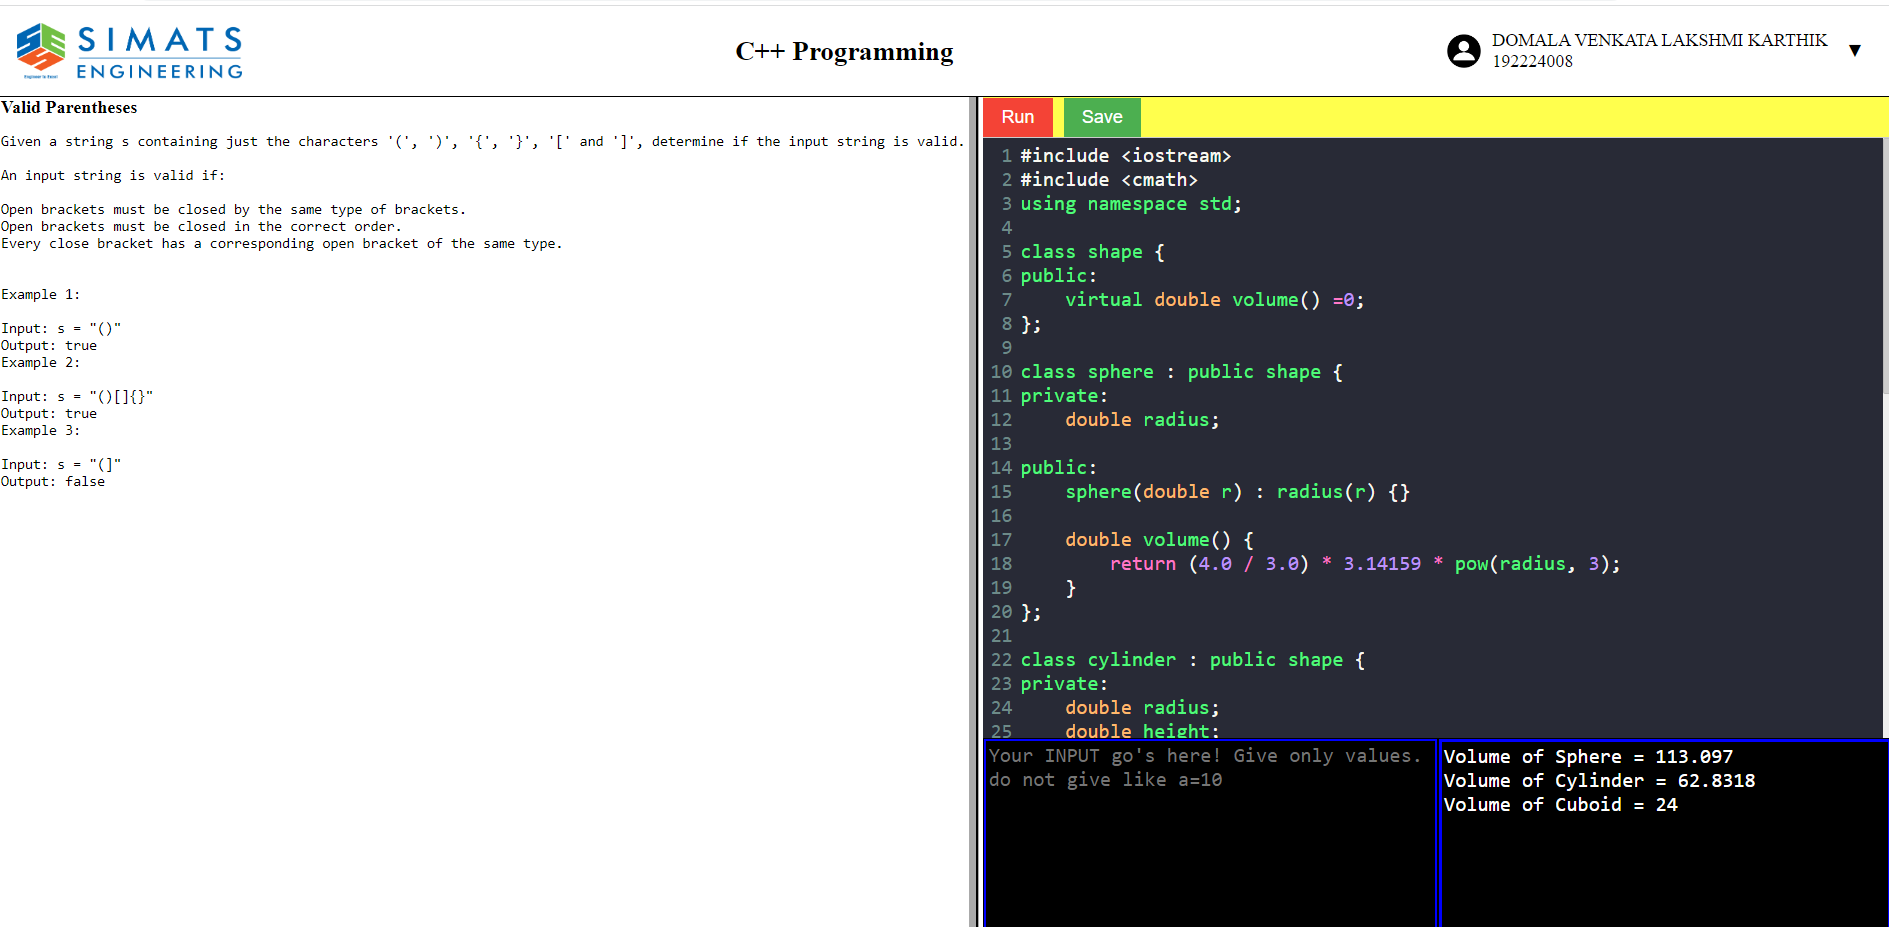 SIMATS
ENGINEERING
Engineer to Excel
C++ Programming
DOMALA VENKATA LAKSHMI KARTHIK
192224008
▼
Valid Parentheses
Given a string s containing just the characters '(', ')', '{', '}', '[' and ']', determine if the input string is valid.
An input string is valid if:
Open brackets must be closed by the same type of brackets.
Open brackets must be closed in the correct order.
Every close bracket has a corresponding open bracket of the same type.
Example 1:
Input: s = "()"
Output: true
Example 2:
Input: s = "()[]{}"
Output: true
Example 3:
Input: s = "(]"
Output: false
Run Save
1 #include <iostream>
2 #include <cmath>
3 using namespace std;
4
5 class shape {
6 public:
7     virtual double volume() =0;
8 };
9
10 class sphere : public shape {
11 private:
12     double radius;
13
14 public:
15     sphere(double r) : radius(r) {}
16
17     double volume() {
18         return (4.0 / 3.0) * 3.14159 * pow(radius, 3);
19     }
20 };
21
22 class cylinder : public shape {
23 private:
24     double radius;
25     double height;
Your INPUT go's here! Give only values.
do not give like a=10
Volume of Sphere = 113.097
Volume of Cylinder = 62.8318
Volume of Cuboid = 24